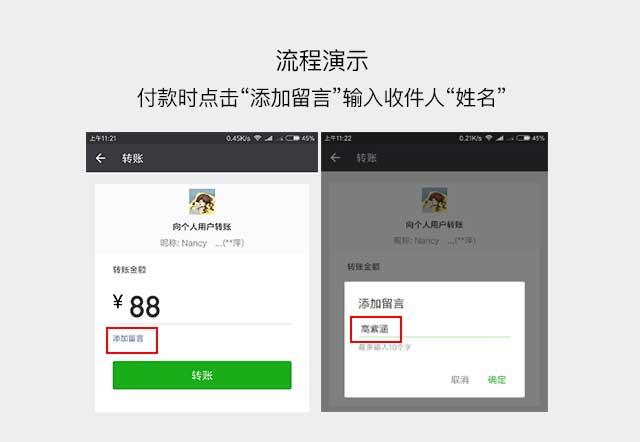 流程演示
付款时点击“添加留言”输入收件人“姓名”
上午11:21
0.45K/s
45%
转账
向个人用户转账
昵称: Nancy ...(**萍)
转账金额
¥ 88
添加留言
转账
上午11:22
0.21K/s
45%
转账
向个人用户转账
昵称: Nancy ...(**萍)
转账金额
添加留言
高紫涵
最多输入10个字
取消
确定